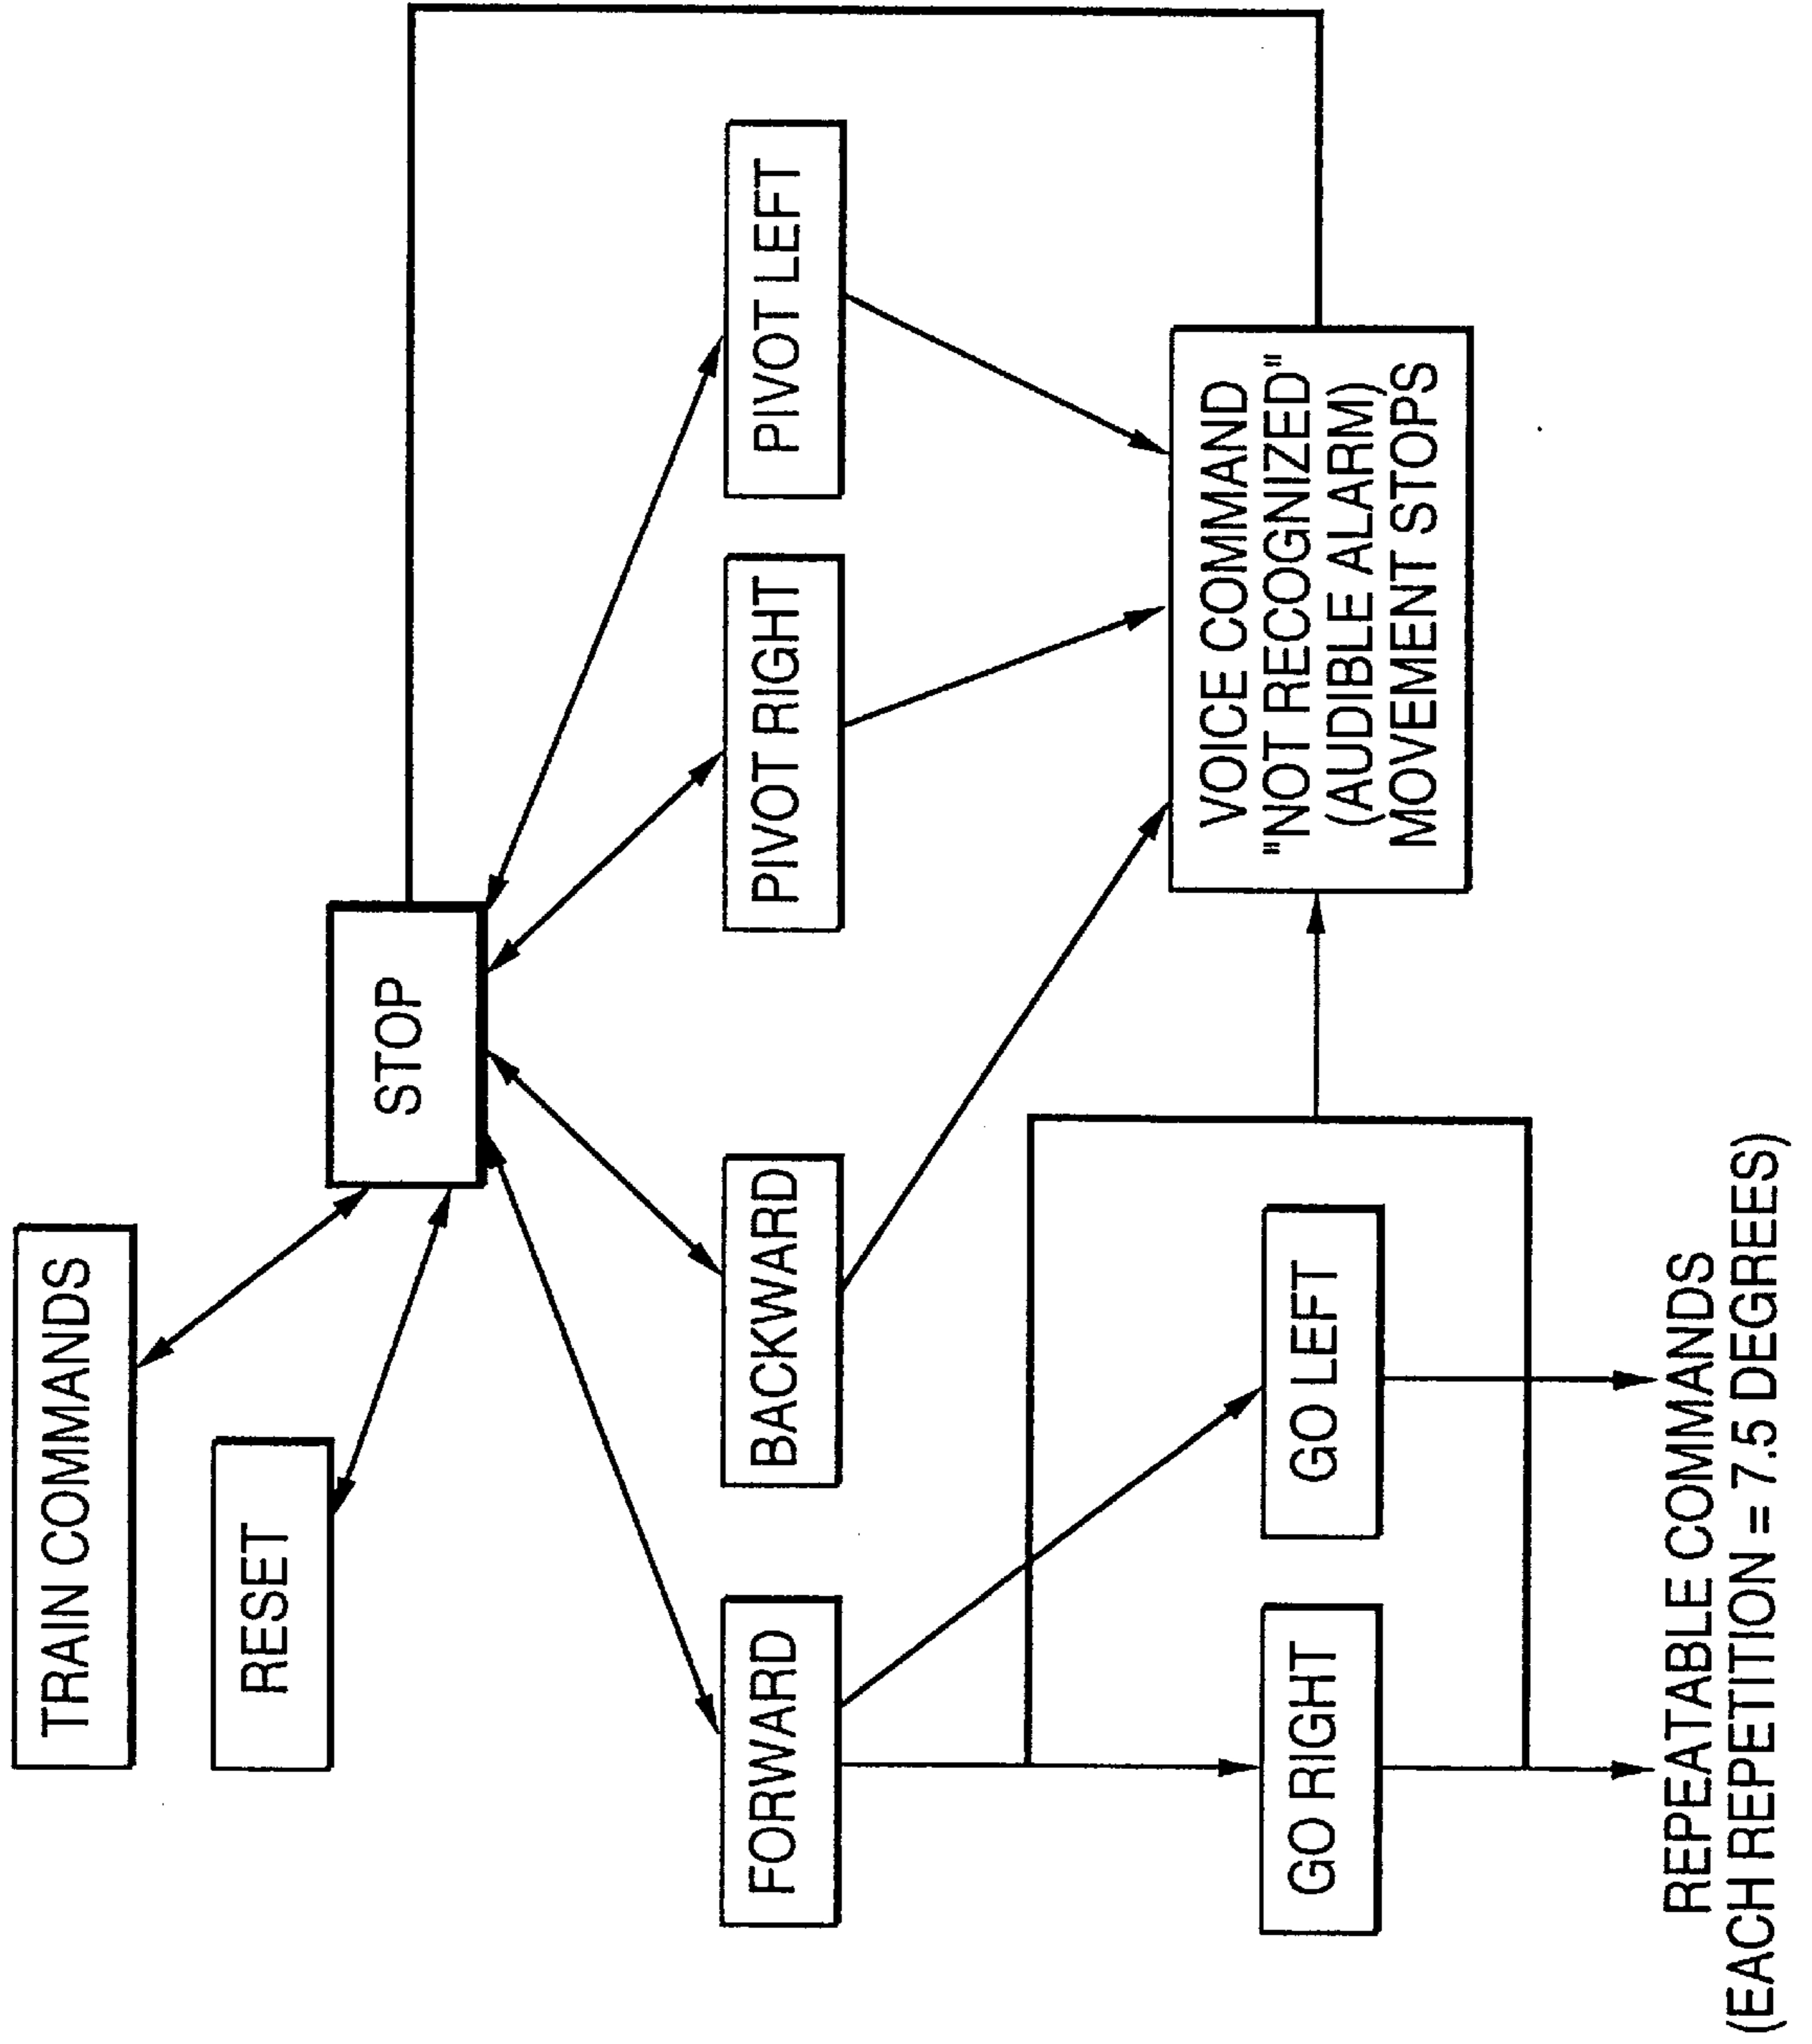 TRAIN COMMANDS
RESET
STOP
FORWARD
BACKWARD
PIVOT RIGHT
PIVOT LEFT
GO RIGHT
GO LEFT
VOICE COMMAND
"NOT RECOGNIZED"
(AUDIBLE ALARM)
MOVEMENT STOPS
REPEATABLE COMMANDS
(EACH REPETITION = 7.5 DEGREES)